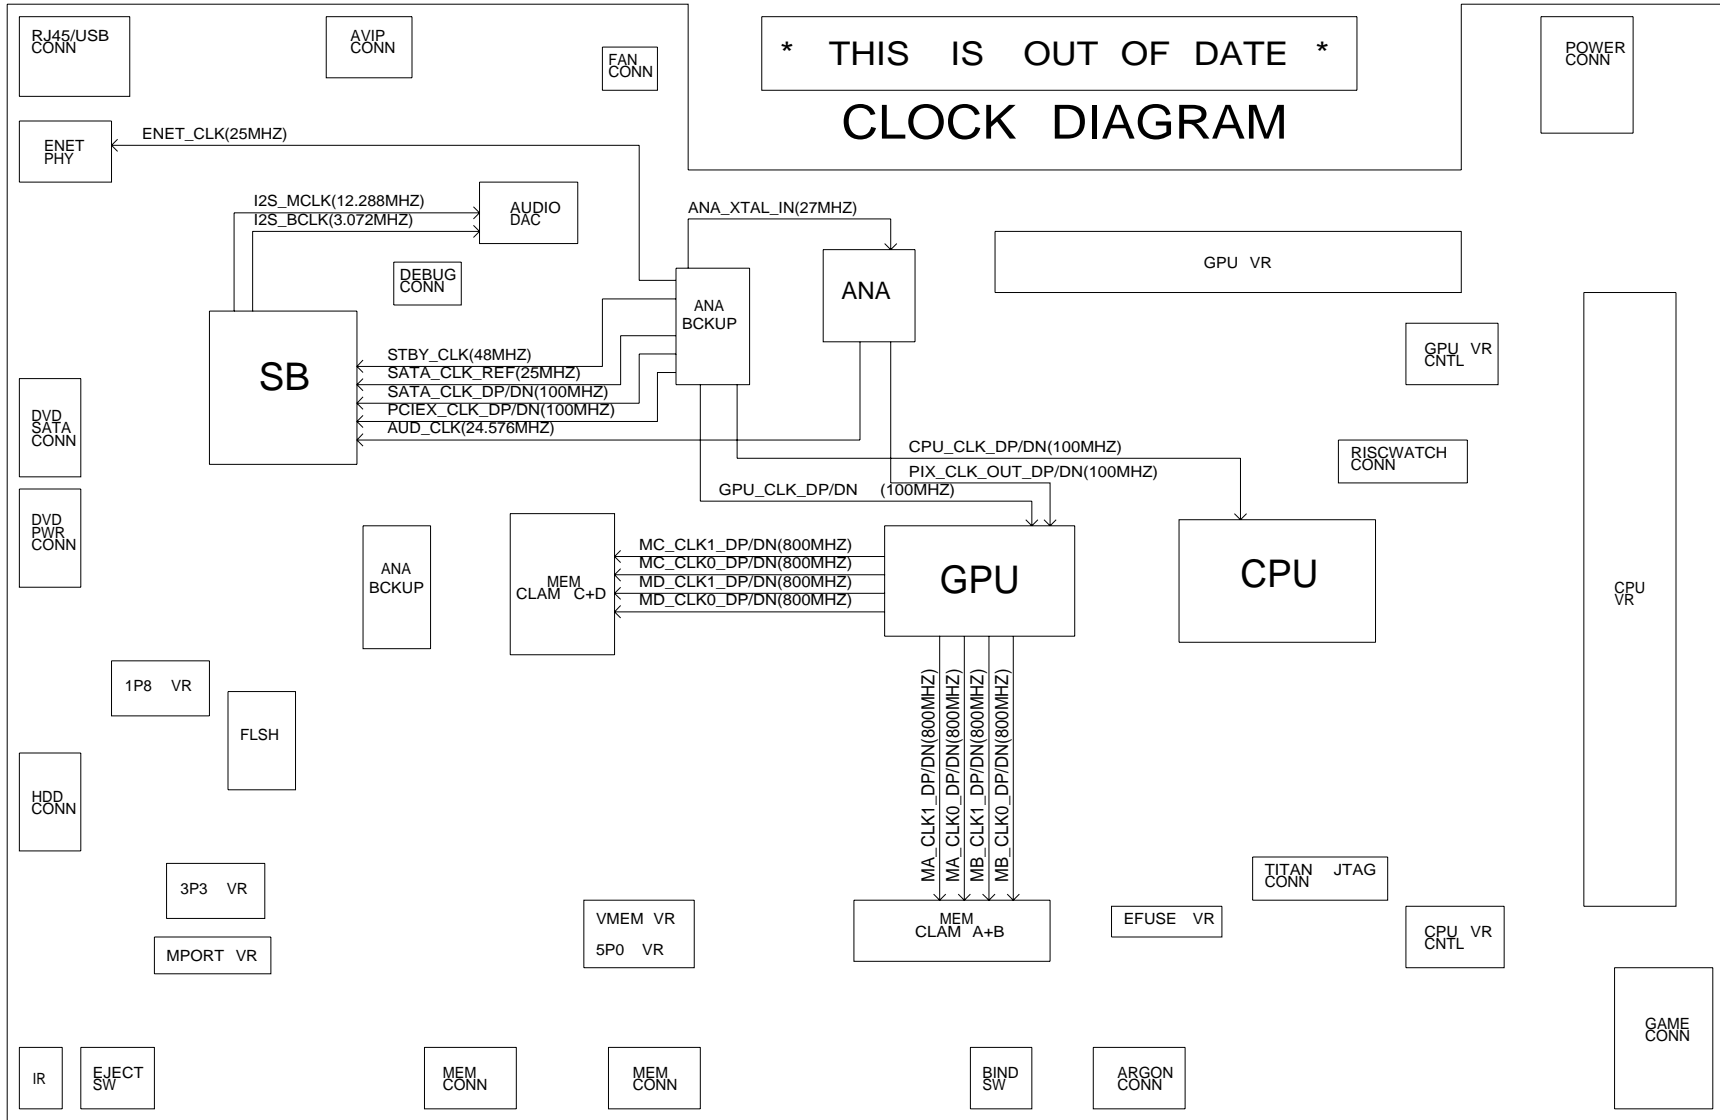 * THIS IS OUT OF DATE *
CLOCK DIAGRAM
RJ45/USB
CONN
AVIP
CONN
FAN
CONN
POWER
CONN
ENET
PHY
ENET_CLK(25MHZ)
I2S_MCLK(12.288MHZ)
I2S_BCLK(3.072MHZ)
AUDIO
DAC
ANA_XTAL_IN(27MHZ)
DEBUG
CONN
ANA
BCKUP
ANA
GPU VR
SB
STBY_CLK(48MHZ)
SATA_CLK_REF(25MHZ)
SATA_CLK_DP/DN(100MHZ)
PCIEX_CLK_DP/DN(100MHZ)
AUD_CLK(24.576MHZ)
GPU VR
CNTL
DVD
SATA
CONN
CPU_CLK_DP/DN(100MHZ)
PIX_CLK_OUT_DP/DN(100MHZ)
GPU_CLK_DP/DN (100MHZ)
RISCWATCH
CONN
DVD
PWR
CONN
ANA
BCKUP
MEM
CLAM C+D
MC_CLK1_DP/DN(800MHZ)
MC_CLK0_DP/DN(800MHZ)
MD_CLK1_DP/DN(800MHZ)
MD_CLK0_DP/DN(800MHZ)
GPU
CPU
CPU
VR
1P8 VR
FLSH
MA_CLK1_DP/DN(800MHZ)
MA_CLK0_DP/DN(800MHZ)
MB_CLK1_DP/DN(800MHZ)
MB_CLK0_DP/DN(800MHZ)
HDD
CONN
3P3 VR
MPORT VR
VMEM VR
5P0 VR
MEM
CLAM A+B
EFUSE VR
TITAN JTAG
CONN
CPU VR
CNTL
GAME
CONN
IR
EJECT
SW
MEM
CONN
MEM
CONN
BIND
SW
ARGON
CONN